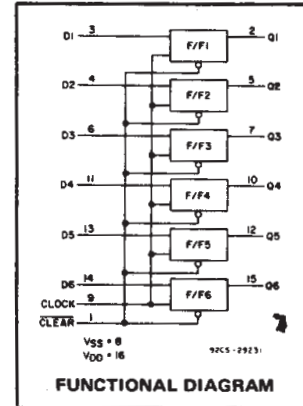 D1 3 F/F1 2 Q1
D2 4 F/F2 5 Q2
D3 6 F/F3 7 Q3
D4 11 F/F4 10 Q4
D5 13 F/F5 12 Q5
D6 14 F/F6 15 Q6
CLOCK 9
CLEAR 1
VSS = 8
VDD = 16
92CS-29231
FUNCTIONAL DIAGRAM